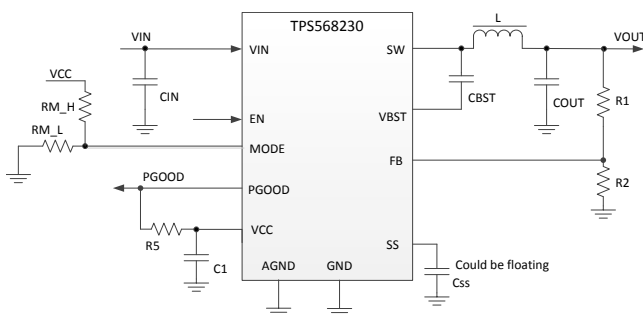 TPS568230
VIN
VIN
CIN
VCC
RM_H
RM_L
EN
MODE
PGOOD
PGOOD
R5
VCC
C1
AGND
GND
SW
L
VOUT
CBST
COUT
VBST
R1
FB
R2
SS
Could be floating
Css